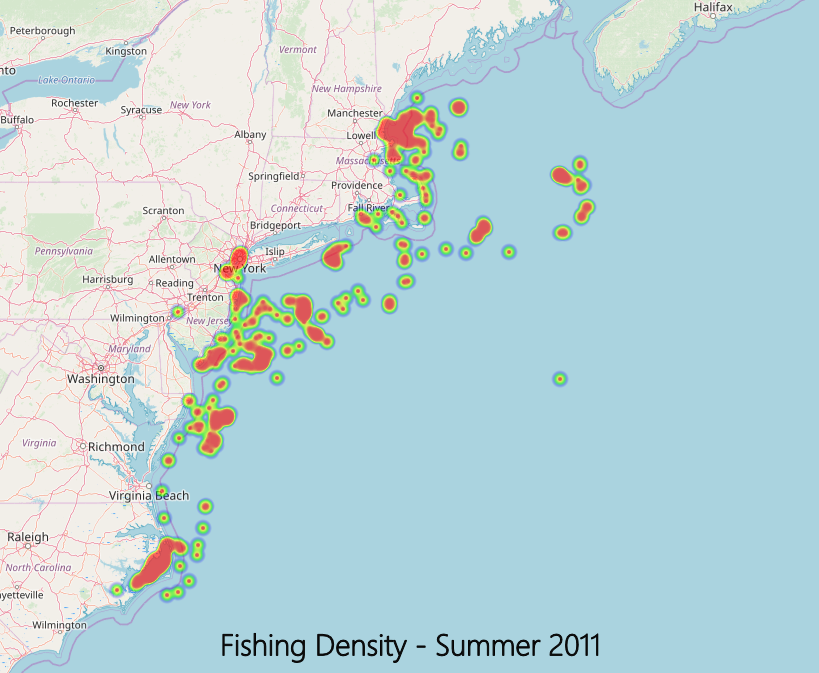 Halifax
Peterborough
Kingston
Vermont
nto
Lake Ontario
New Hampshire
Rochester
Syracuse
New York
Manchester
Buffalo
Albany
Lowell
Massachusetts
Springfield
Providence
Connecticut
Fall River
Scranton
Bridgeport
Pennsylvania
Allentown
Islip
New York
Harrisburg
Reading
Trenton
Wilmington
New Jersey
Maryland
Washington
Virginia
Richmond
Virginia Beach
Raleigh
North Carolina
ayetteville
Wilmington
Fishing Density - Summer 2011